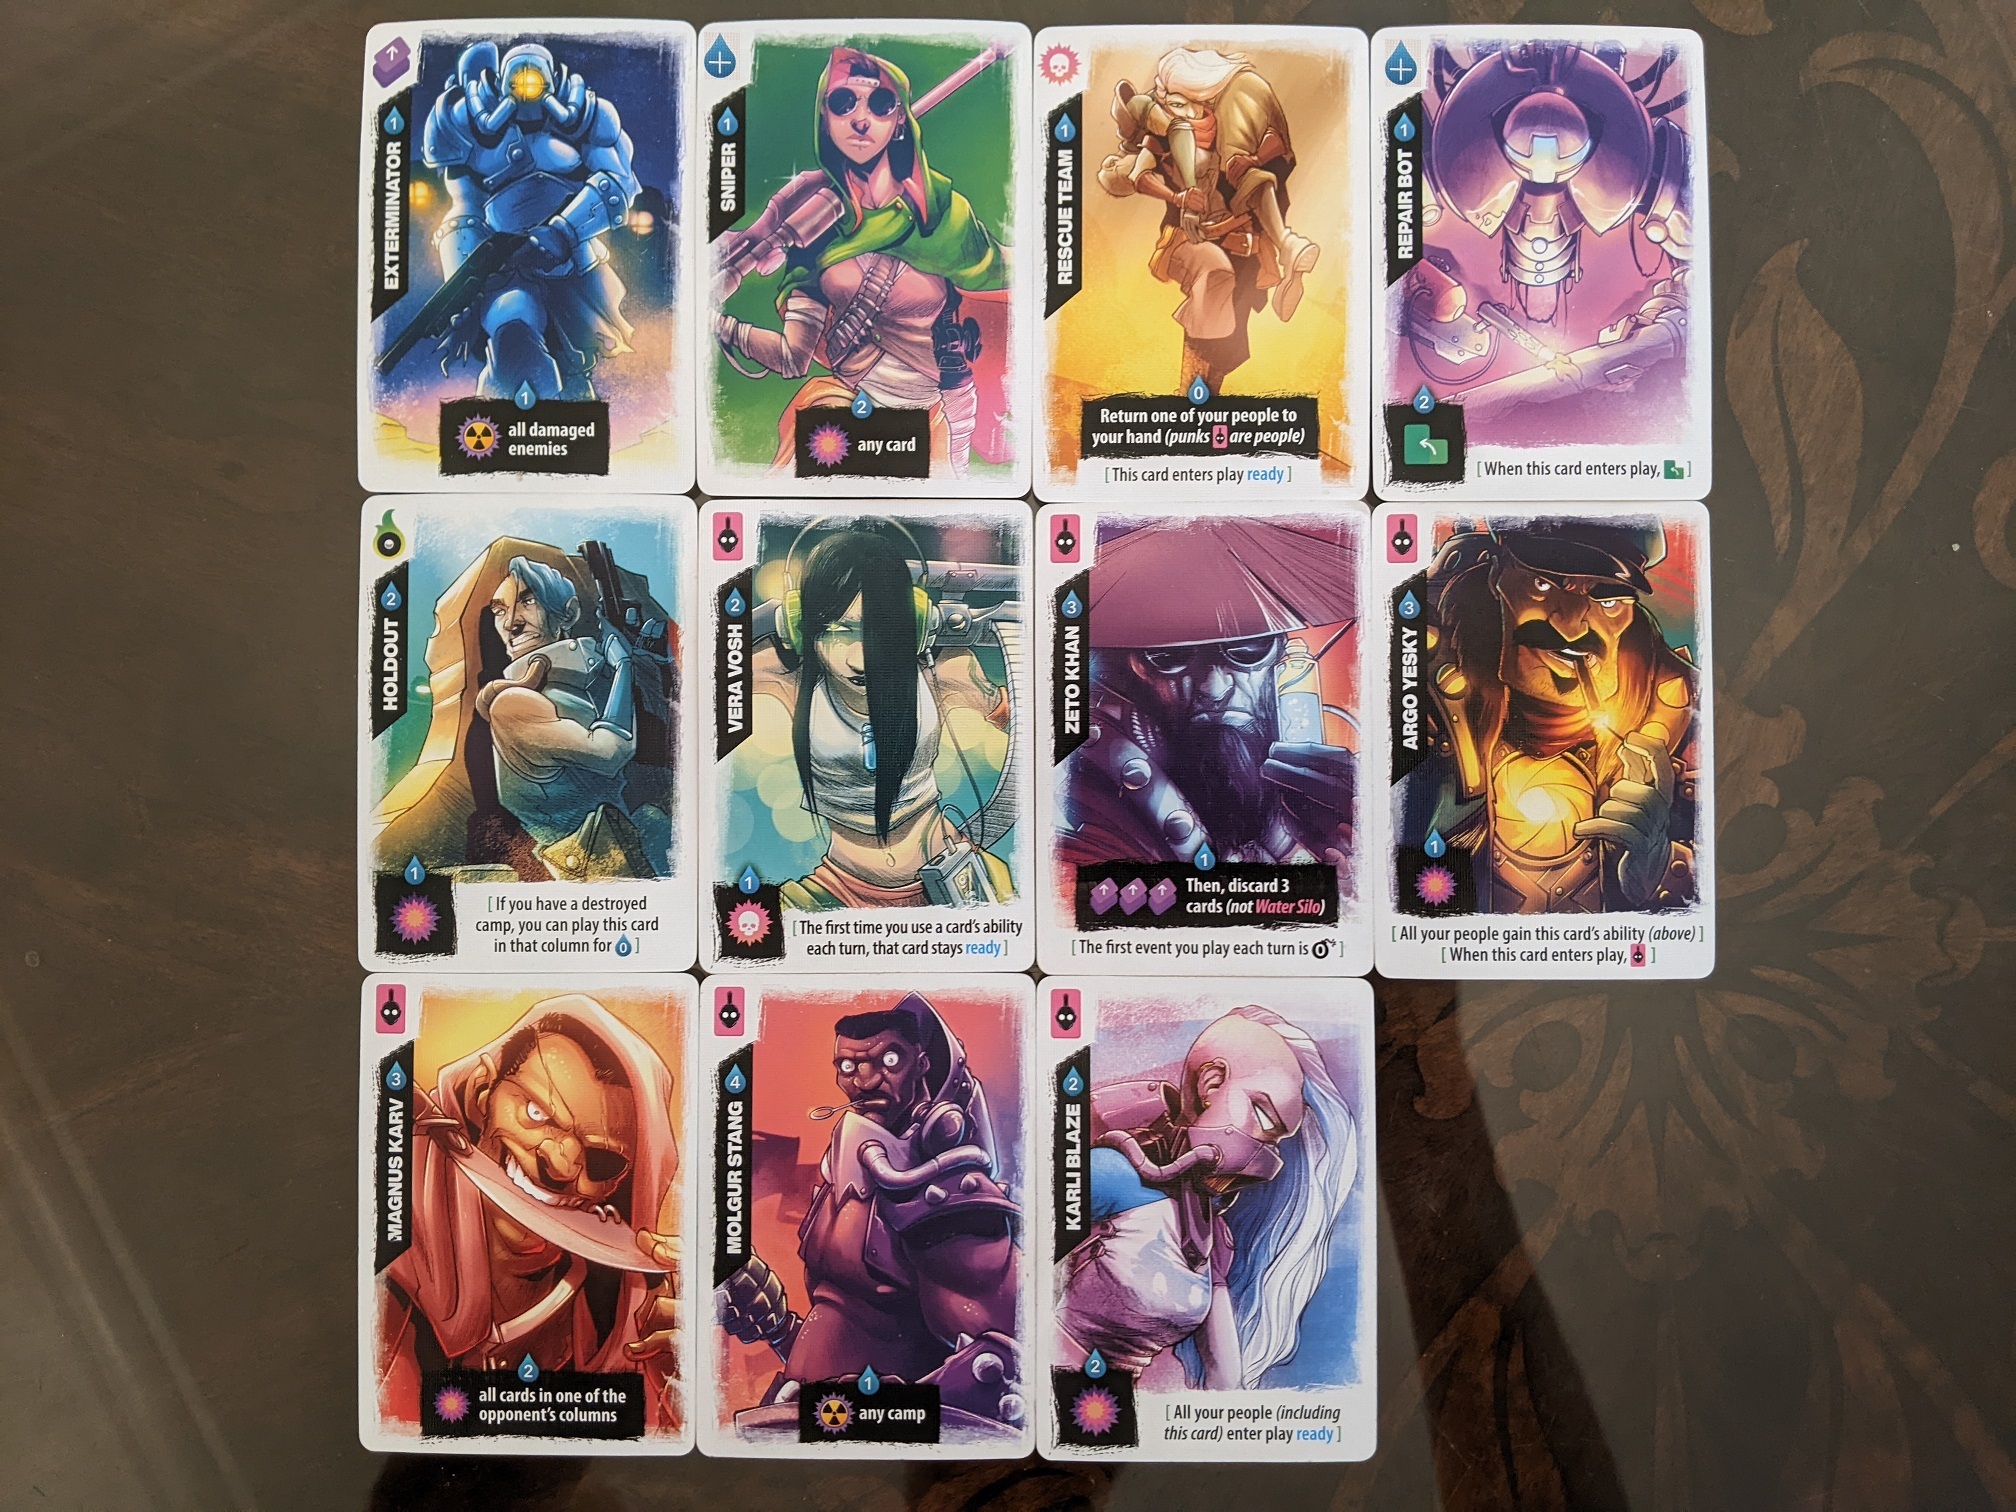 1
EXTERMINATOR
1
all damaged
enemies
1
SNIPER
2
any card
1
RESCUE TEAM
0
Return one of your people to
your hand (punks are people)
[ This card enters play ready ]
1
REPAIR BOT
2
[ When this card enters play, ]
2
HOLDOUT
1
[ If you have a destroyed
camp, you can play this card
in that column for 0 ]
2
VERA VOSH
1
[ The first time you use a card's ability
each turn, that card stays ready ]
3
ZETO KHAN
1
Then, discard 3
cards (not Water Silo)
[ The first event you play each turn is 0 ]
3
ARGO YESKY
1
[ All your people gain this card's ability (above) ]
[ When this card enters play, ]
3
MAGNUS KARV
2
all cards in one of the
opponent's columns
4
MOLGUR STANG
1
any camp
2
KARLI BLAZE
2
[ All your people (including
this card) enter play ready ]